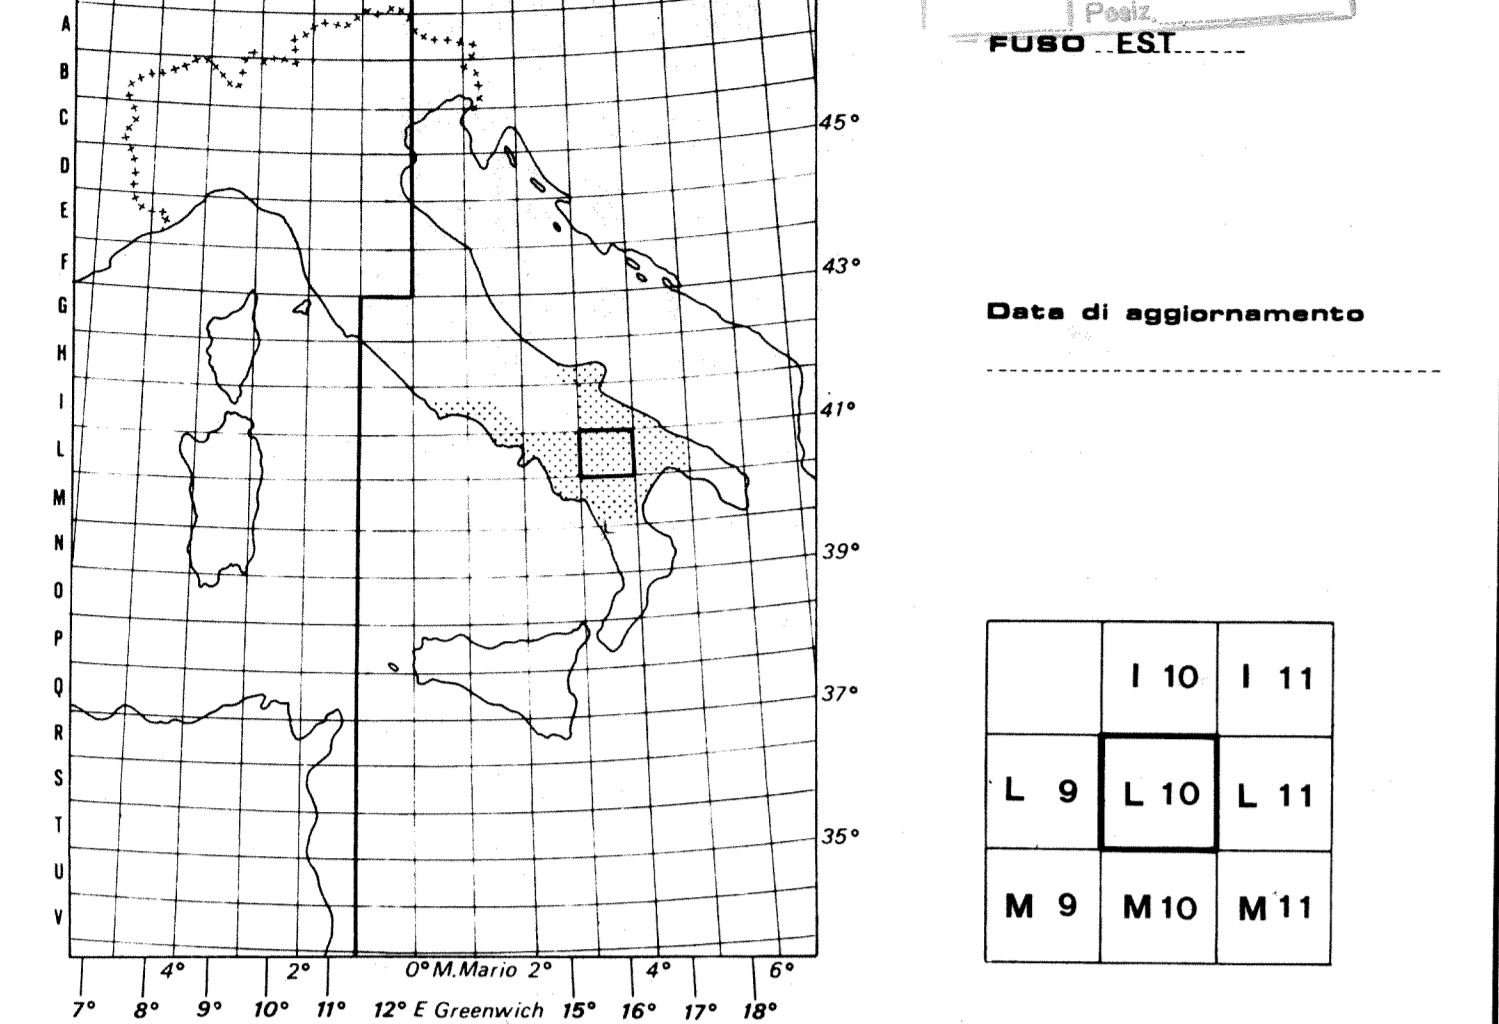 Posiz.
FUSO EST
A
B
C
D
E
F
G
H
I
L
M
N
O
P
Q
R
S
T
U
V
45°
43°
41°
39°
37°
35°
4° 2° 0° M.Mario 2° 4° 6°
7° 8° 9° 10° 11° 12° E Greenwich 15° 16° 17° 18°
Data di aggiornamento
I 10 I 11
L 9 L 10 L 11
M 9 M 10 M 11